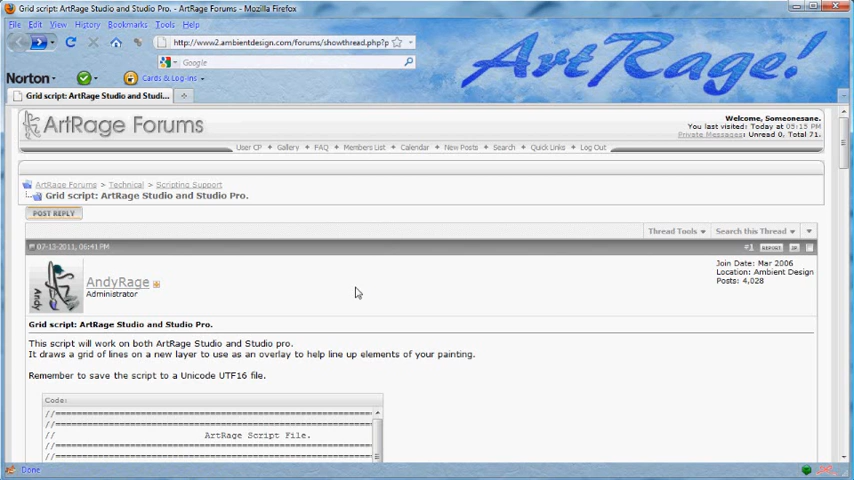 Grid script: ArtRage Studio and Studio Pro. - ArtRage Forums - Mozilla Firefox
File Edit View History Bookmarks Tools Help
http://www2.ambientdesign.com/forums/showthread.php?p
Google
Norton Cards & Log-ins
Grid script: ArtRage Studio and Studi...
ArtRage!
ArtRage Forums
Welcome, Someonesane.
You last visited: Today at 05:15 PM
Private Messages: Unread 0, Total 71.
User CP Gallery FAQ Members List Calendar New Posts Search Quick Links Log Out
ArtRage Forums > Technical > Scripting Support
Grid script: ArtRage Studio and Studio Pro.
POST REPLY
Thread Tools Search this Thread
07-13-2011, 06:41 PM #1 REPORT IP
Andy
AndyRage
Administrator
Join Date: Mar 2006
Location: Ambient Design
Posts: 4,028
Grid script: ArtRage Studio and Studio Pro.
This script will work on both ArtRage Studio and Studio pro.
It draws a grid of lines on a new layer to use as an overlay to help line up elements of your painting.
Remember to save the script to a Unicode UTF16 file.
Code:
//===========================================
//===========================================
// ArtRage Script File.
//===========================================
//
Done